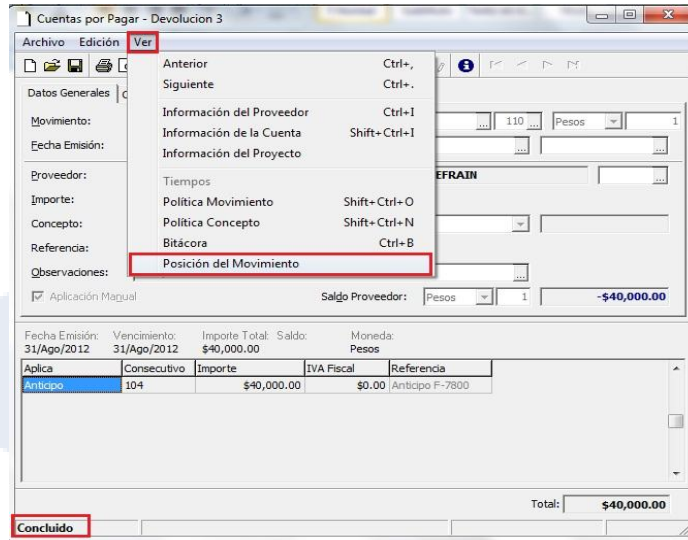 Cuentas por Pagar - Devolucion 3
Archivo Edición Ver
Anterior Ctrl+,
Siguiente Ctrl+.
Información del Proveedor Ctrl+I
Información de la Cuenta Shift+Ctrl+I
Información del Proyecto
Tiempos
Política Movimiento Shift+Ctrl+O
Política Concepto Shift+Ctrl+N
Bitácora Ctrl+B
Posición del Movimiento
Datos Generales
Movimiento: ... 110 ... Pesos 1
Fecha Emisión: ... ...
Proveedor: EFRAIN ...
Importe:
Concepto:
Referencia:
Observaciones: ...
Aplicación Manual Saldo Proveedor: Pesos 1 -$40,000.00
Fecha Emisión: Vencimiento: Importe Total: Saldo: Moneda:
31/Ago/2012 31/Ago/2012 $40,000.00 Pesos
Aplica Consecutivo Importe IVA Fiscal Referencia
Anticipo 104 $40,000.00 $0.00 Anticipo F-7800
Total: $40,000.00
Concluido